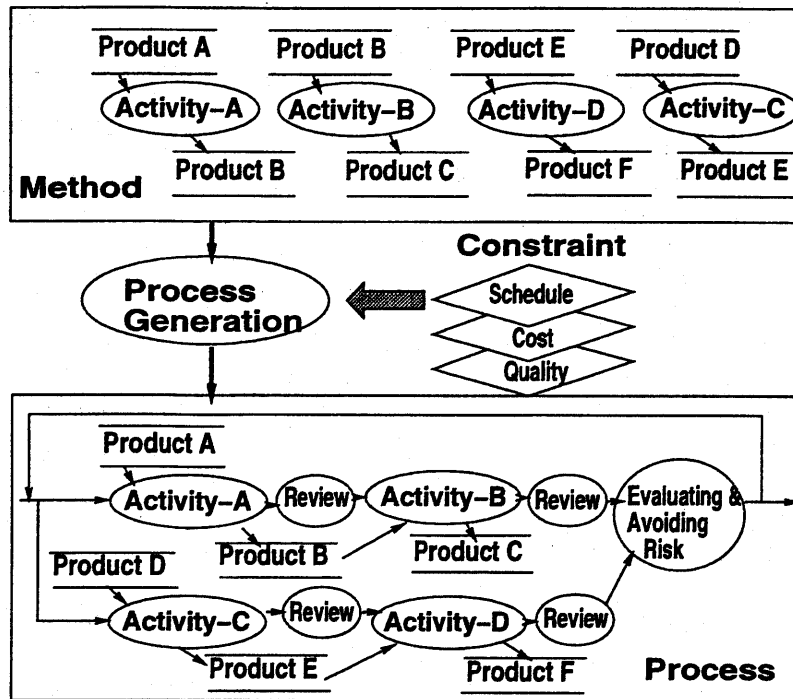 Product A
Product B
Product E
Product D
Activity-A
Activity-B
Activity-D
Activity-C
Product B
Product C
Product F
Product E
Method
Constraint
Process
Generation
Schedule
Cost
Quality
Product A
Activity-A
Review
Activity-B
Review
Evaluating &
Avoiding
Risk
Product B
Product C
Product D
Activity-C
Review
Activity-D
Review
Product E
Product F
Process